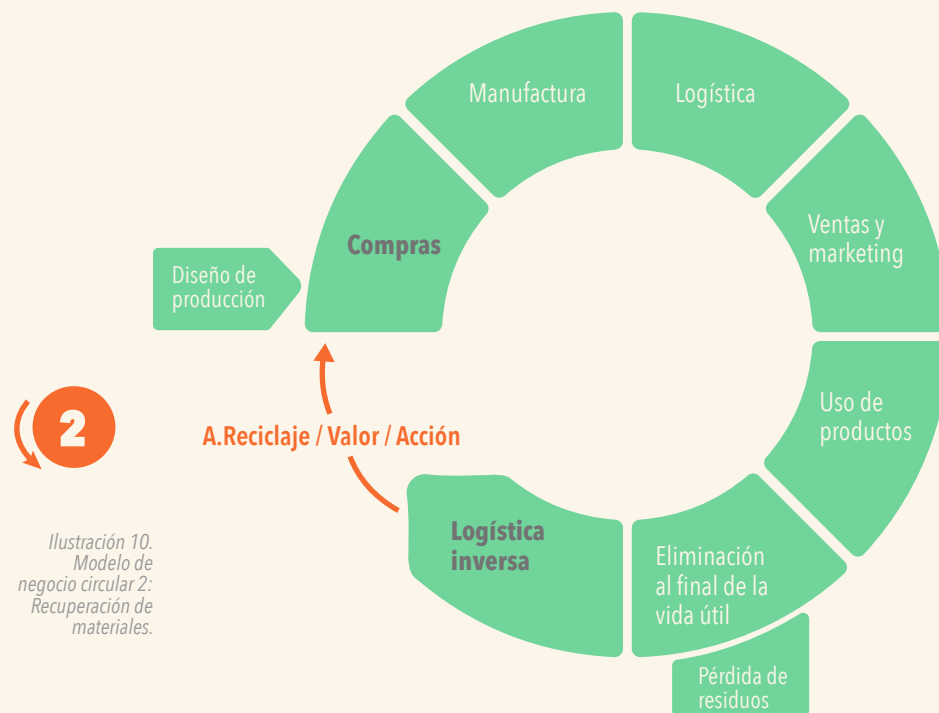 Manufactura
Logística
Compras
Ventas y
marketing
Diseño de
producción
2
A.Reciclaje / Valor / Acción
Uso de
productos
Logística
inversa
Eliminación
al final de la
vida útil
Pérdida de
residuos
Ilustración 10.
Modelo de
negocio circular 2:
Recuperación de
materiales.